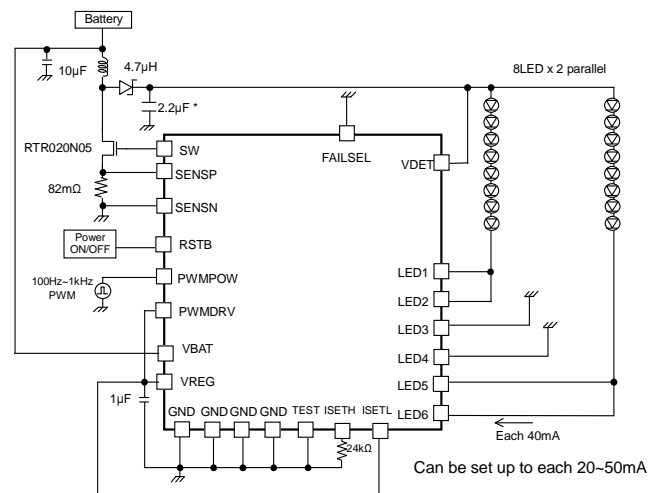 Battery
10µF
4.7µH
2.2µF *
8LED x 2 parallel
RTR020N05
82mΩ
SW
SENSP
SENSN
FAILSEL
VDET
Power
ON/OFF
RSTB
100Hz~1kHz
PWM
PWMPOW
PWMDRV
VBAT
VREG
1µF
LED1
LED2
LED3
LED4
LED5
LED6
GND
GND
GND
GND
TEST
ISETH
ISETL
24kΩ
Each 40mA
Can be set up to each 20~50mA